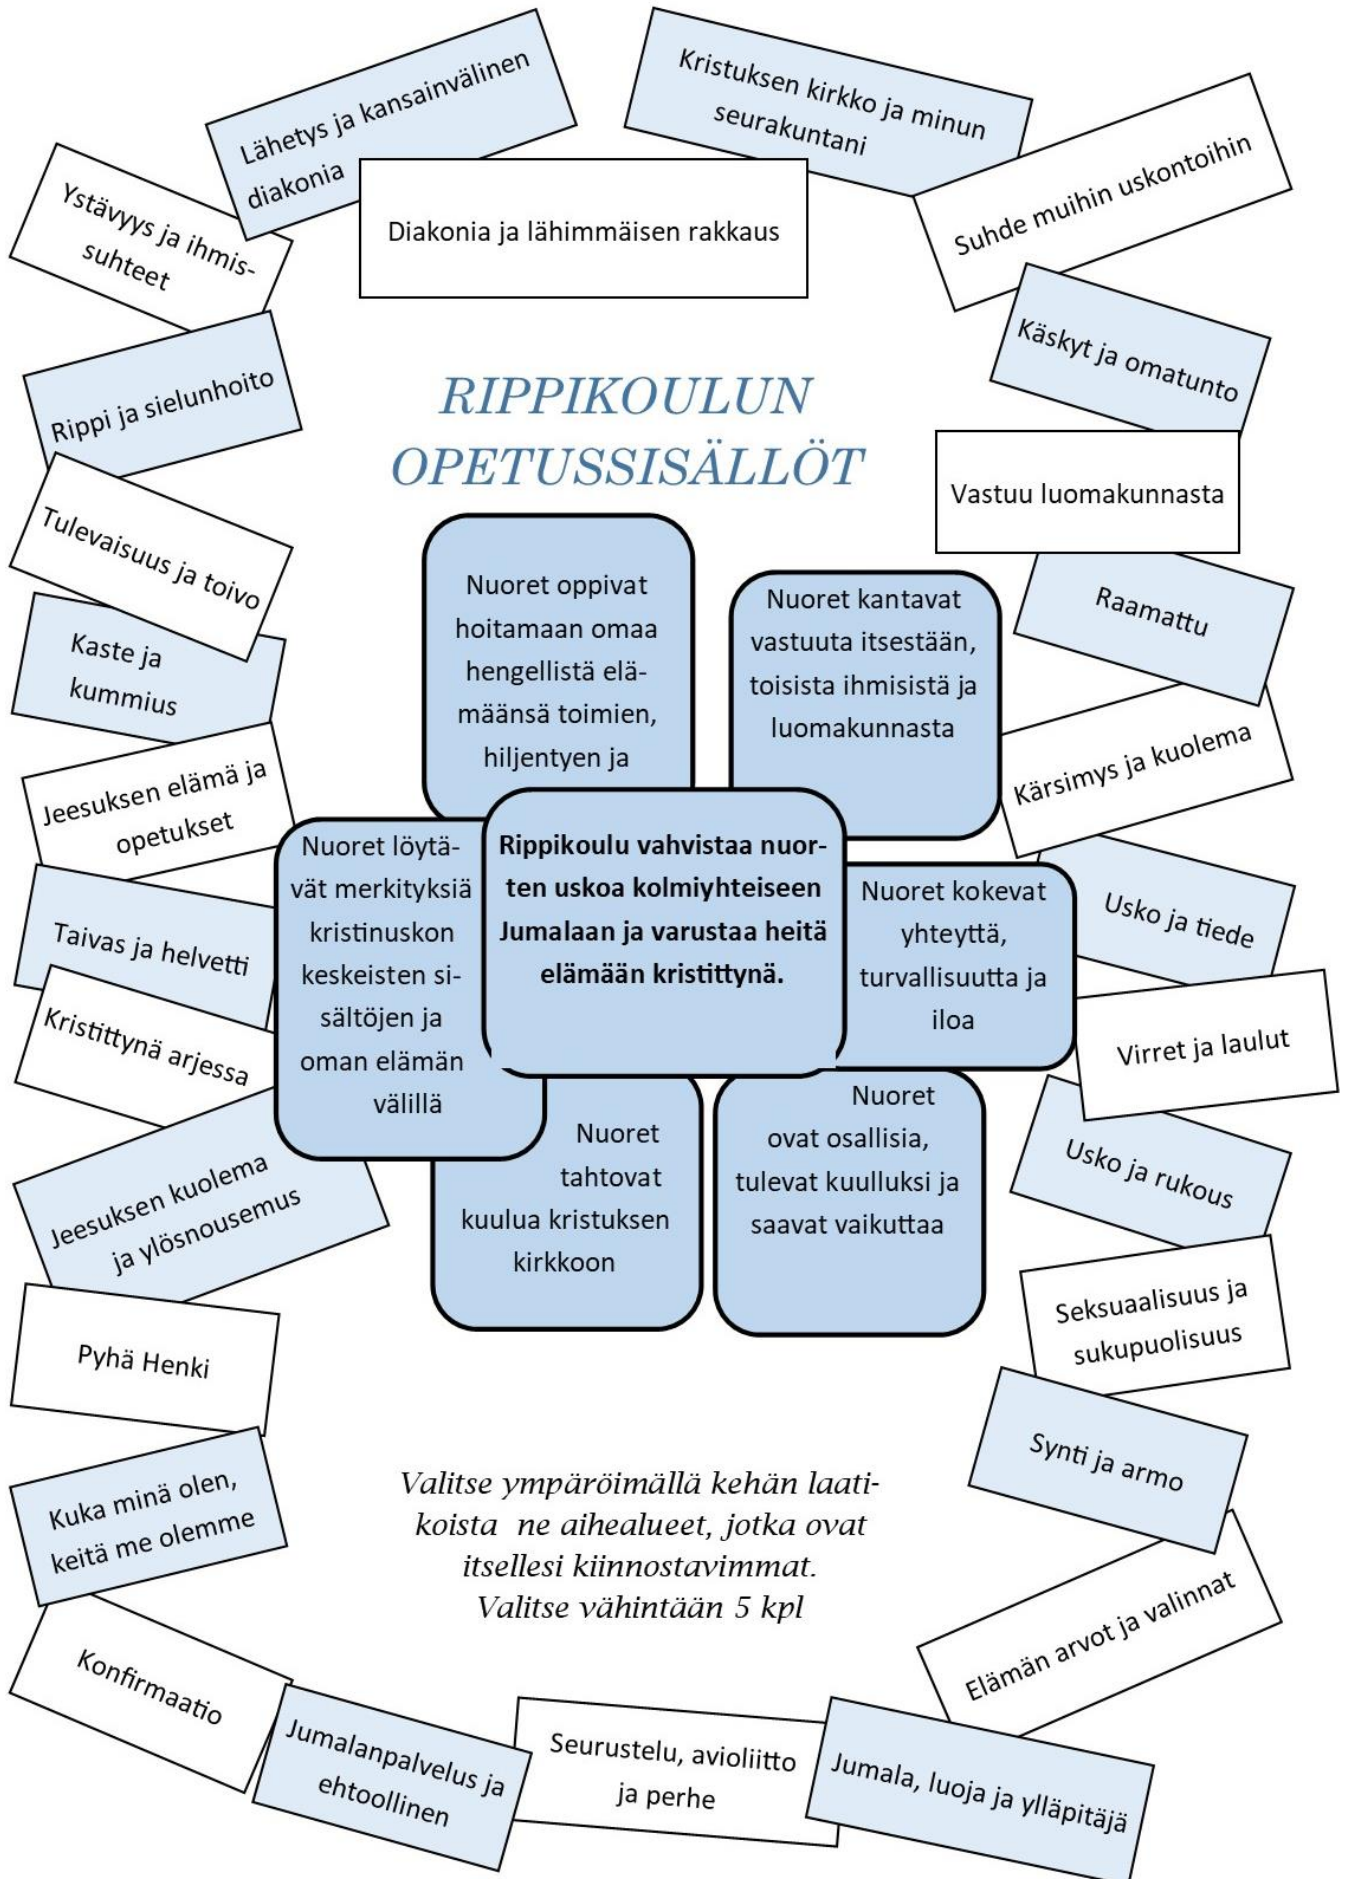 Lähetys ja kansainvälinen
diakonia
Kristuksen kirkko ja minun
seurakuntani
Ystävyys ja ihmis-
suhteet
Diakonia ja lähimmäisen rakkaus
Suhde muihin uskontoihin
Rippi ja sielunhoito
Käskyt ja omatunto
RIPPIKOULUN
OPETUSSISÄLLÖT
Vastuu luomakunnasta
Tulevaisuus ja toivo
Raamattu
Kaste ja
kummius
Nuoret oppivat
hoitamaan omaa
hengellistä elä-
määnsä toimien,
hiljentyen ja
Nuoret kantavat
vastuuta itsestään,
toisista ihmisistä ja
luomakunnasta
Kärsimys ja kuolema
Jeesuksen elämä ja
opetukset
Nuoret löytä-
vät merkityksiä
kristinuskon
keskeisten si-
sältöjen ja
oman elämän
välillä
Rippikoulu vahvistaa nuor-
ten uskoa kolmiyhteiseen
Jumalaan ja varustaa heitä
elämään kristittynä.
Nuoret kokevat
yhteyttä,
turvallisuutta ja
iloa
Usko ja tiede
Taivas ja helvetti
Kristittynä arjessa
Virret ja laulut
Nuoret
tahtovat
kuulua kristuksen
kirkkoon
Nuoret
ovat osallisia,
tulevat kuulluksi ja
saavat vaikuttaa
Usko ja rukous
Jeesuksen kuolema
ja ylösnousemus
Seksuaalisuus ja
sukupuolisuus
Pyhä Henki
Synti ja armo
Kuka minä olen,
keitä me olemme
Valitse ympäröimällä kehän laati-
koista ne aihealueet, jotka ovat
itsellesi kiinnostavimmat.
Valitse vähintään 5 kpl
Elämän arvot ja valinnat
Konfirmaatio
Jumalanpalvelus ja
ehtoollinen
Seurustelu, avioliitto
ja perhe
Jumala, luoja ja ylläpitäjä